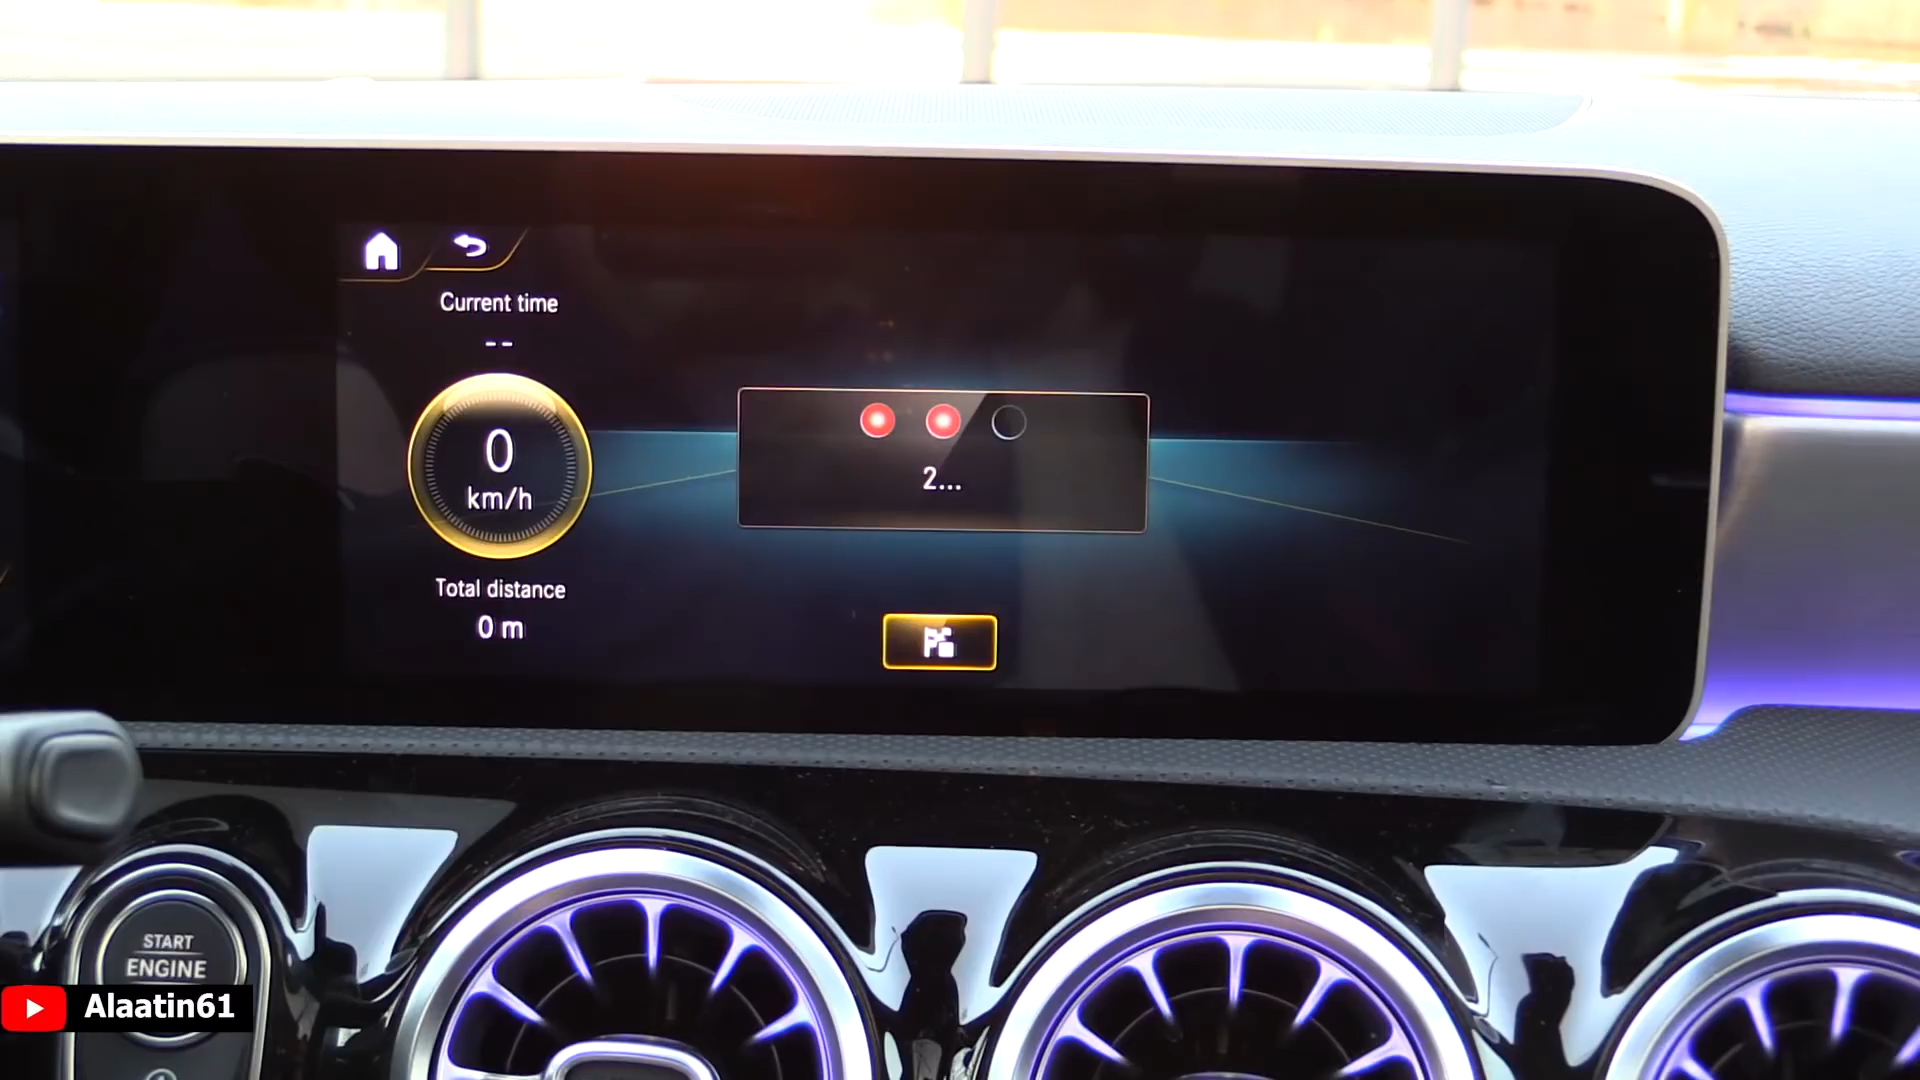 Current time
--
0
km/h
Total distance
0 m
2...
START
ENGINE
Alaatin61